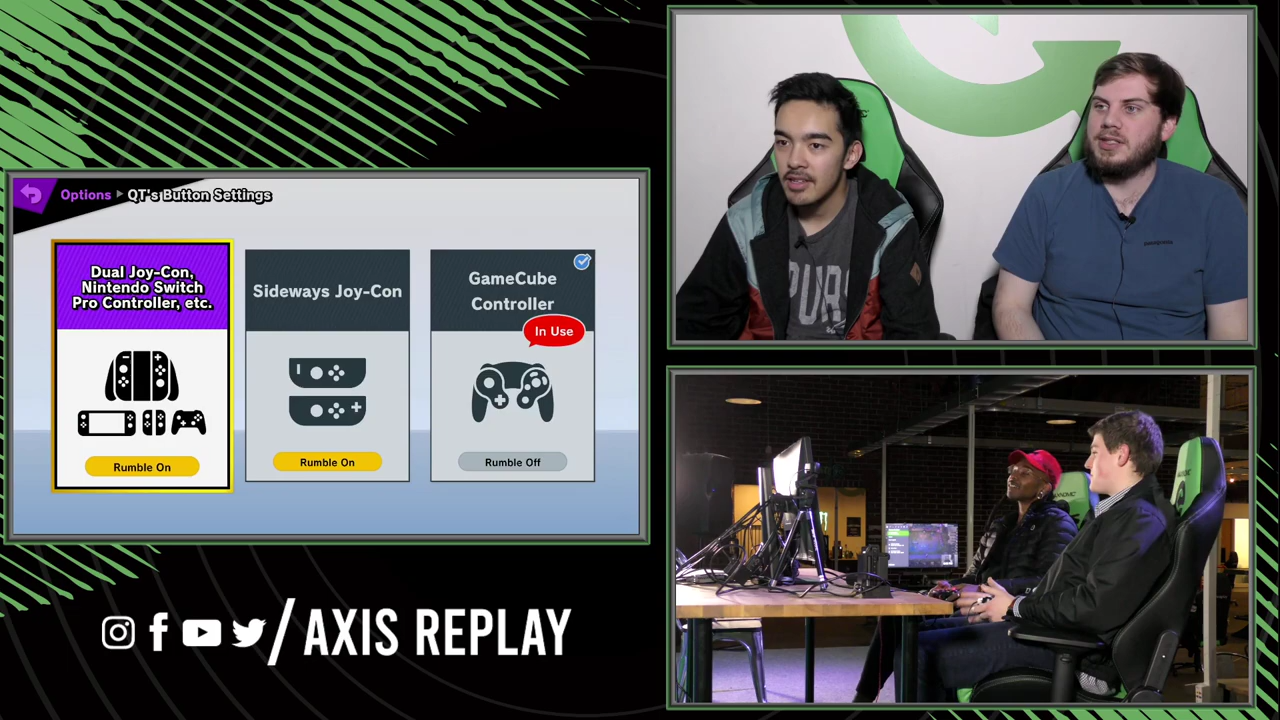 Options ▸ QT's Button Settings
Dual Joy-Con,
Nintendo Switch
Pro Controller, etc.
Rumble On
Sideways Joy-Con
Rumble On
GameCube
Controller
In Use
Rumble Off
/AXIS REPLAY